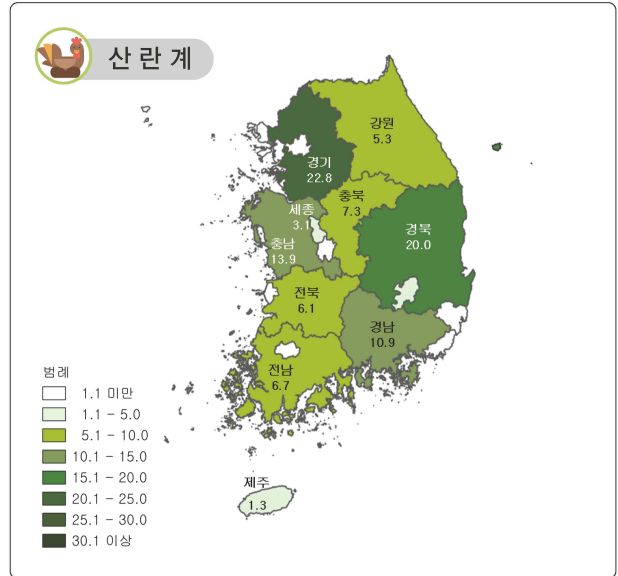 산란계
강원
5.3
경기
22.8
충북
7.3
세종
3.1
경북
20.0
충남
13.9
전북
6.1
경남
10.9
전남
6.7
제주
1.3
범례
1.1 미만
1.1 - 5.0
5.1 - 10.0
10.1 - 15.0
15.1 - 20.0
20.1 - 25.0
25.1 - 30.0
30.1 이상